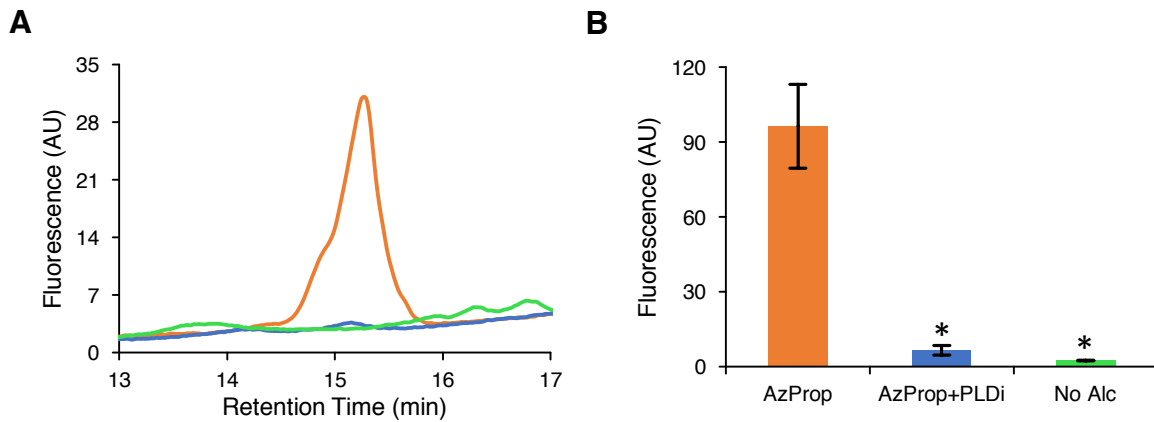 A
Fluorescence (AU)
35
28
21
14
7
0
13 14 15 16 17
Retention Time (min)
B
Fluorescence (AU)
120
90
60
30
0
* *
AzProp AzProp+PLDi No Alc